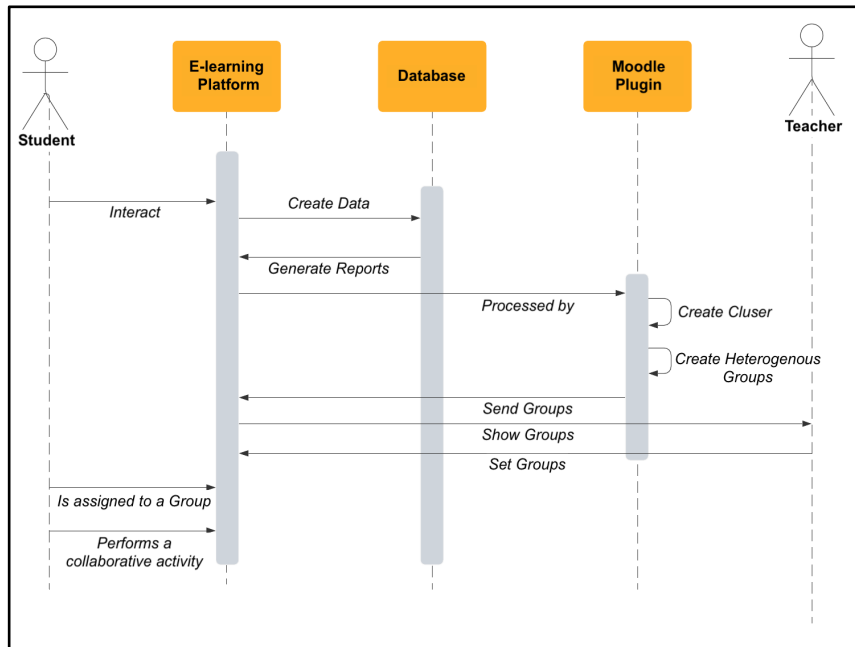 E-learning
Platform
Database
Moodle
Plugin
Student
Teacher
Interact
Create Data
Generate Reports
Processed by
Create Cluser
Create Heterogenous
Groups
Send Groups
Show Groups
Set Groups
Is assigned to a Group
Performs a
collaborative activity